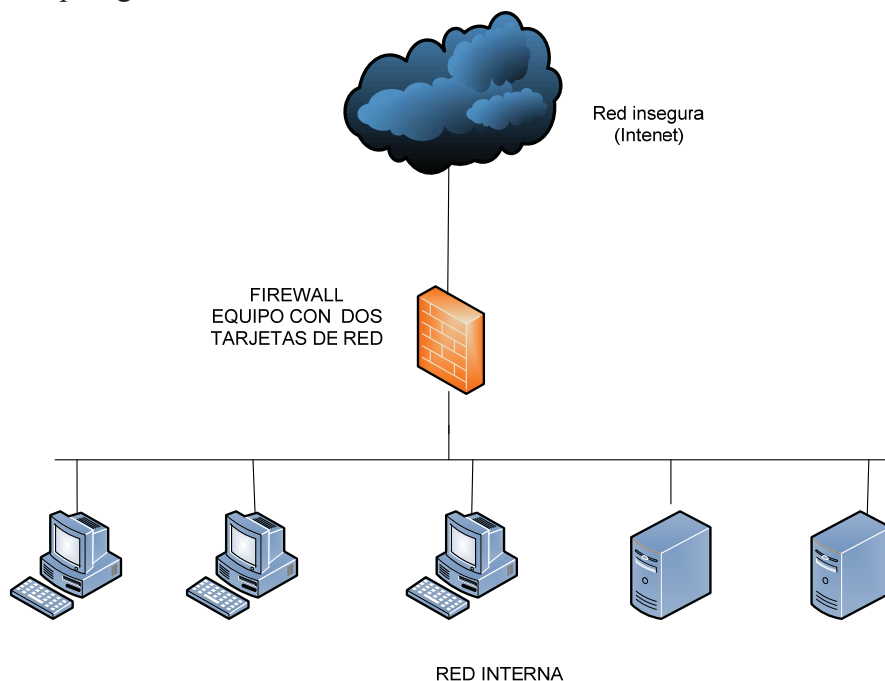 Red insegura
(Intenet)
FIREWALL
EQUIPO CON DOS
TARJETAS DE RED
RED INTERNA